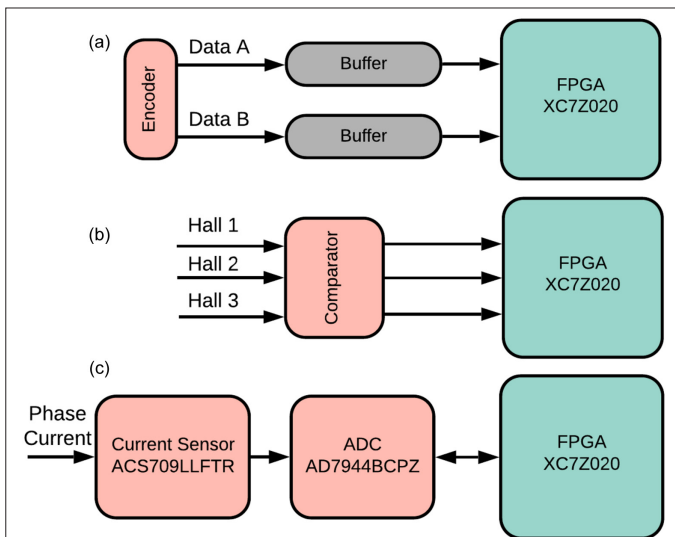 (a)
Data A
Buffer
Encoder
Data B
Buffer
FPGA
XC7Z020
(b)
Hall 1
Hall 2
Hall 3
Comparator
FPGA
XC7Z020
(c)
Phase
Current
Current Sensor
ACS709LLFTR
ADC
AD7944BCPZ
FPGA
XC7Z020